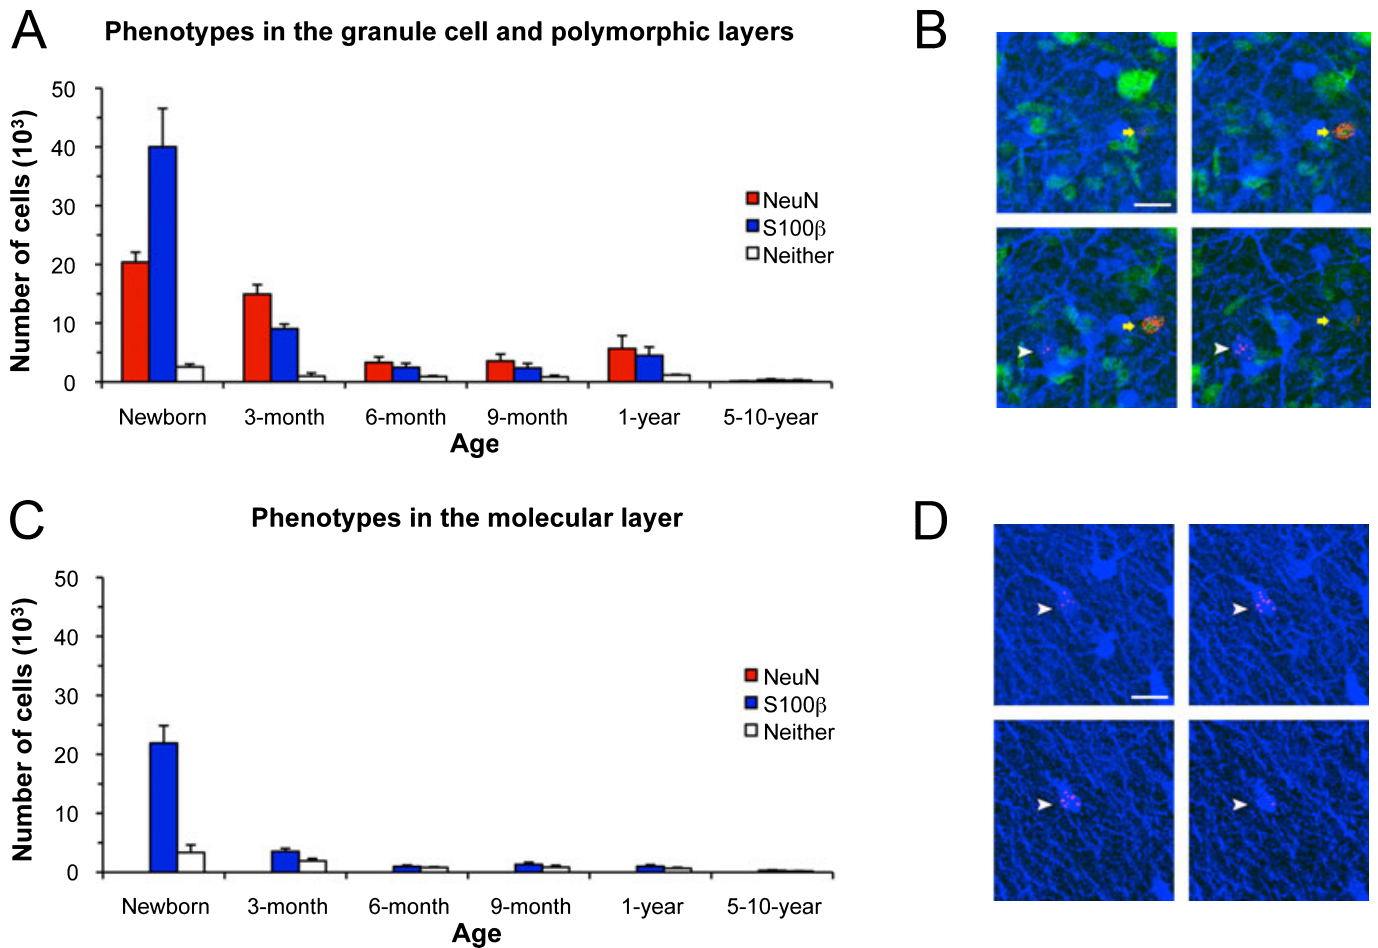 A
Phenotypes in the granule cell and polymorphic layers
Number of cells (10³)
50
40
30
20
10
0
NeuN
S100β
Neither
Newborn 3-month 6-month 9-month 1-year 5-10-year
Age
B
C
Phenotypes in the molecular layer
Number of cells (10³)
50
40
30
20
10
0
NeuN
S100β
Neither
Newborn 3-month 6-month 9-month 1-year 5-10-year
Age
D